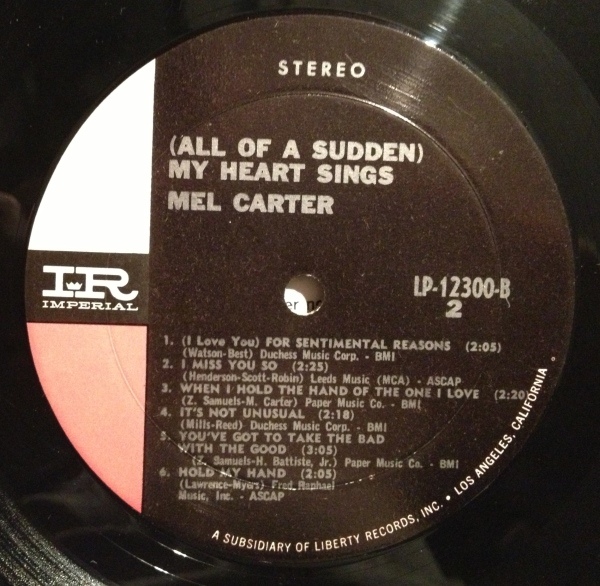 STEREO
(ALL OF A SUDDEN)
MY HEART SINGS
MEL CARTER
IR
IMPERIAL
er ne
LP-12300-B
2
1. (I Love You) FOR SENTIMENTAL REASONS (2:05)
(Watson-Best) Duchess Music Corp. - BMI
2. I MISS YOU SO (2:25)
(Henderson-Scott-Robin) Leeds Music (MCA) - ASCAP
3. WHEN I HOLD THE HAND OF THE ONE I LOVE (2:20
(Z. Samuels-M. Carter) Paper Music Co. - BMI
4. IT'S NOT UNUSUAL (2:18)
(Mills-Reed) Duchess Music Corp. - BMI
5. YOU'VE GOT TO TAKE THE BAD
WITH THE GOOD (3:05)
(Z. Samuels-H. Battiste, Jr.) Paper Music Co. - BMI
6. HOLD MY HAND (2:05)
(Lawrence-Myers) Fred Raphael
Music, Inc. - ASCAP
A SUBSIDIARY OF LIBERTY RECORDS, INC. • LOS ANGELES, CALIFORNIA